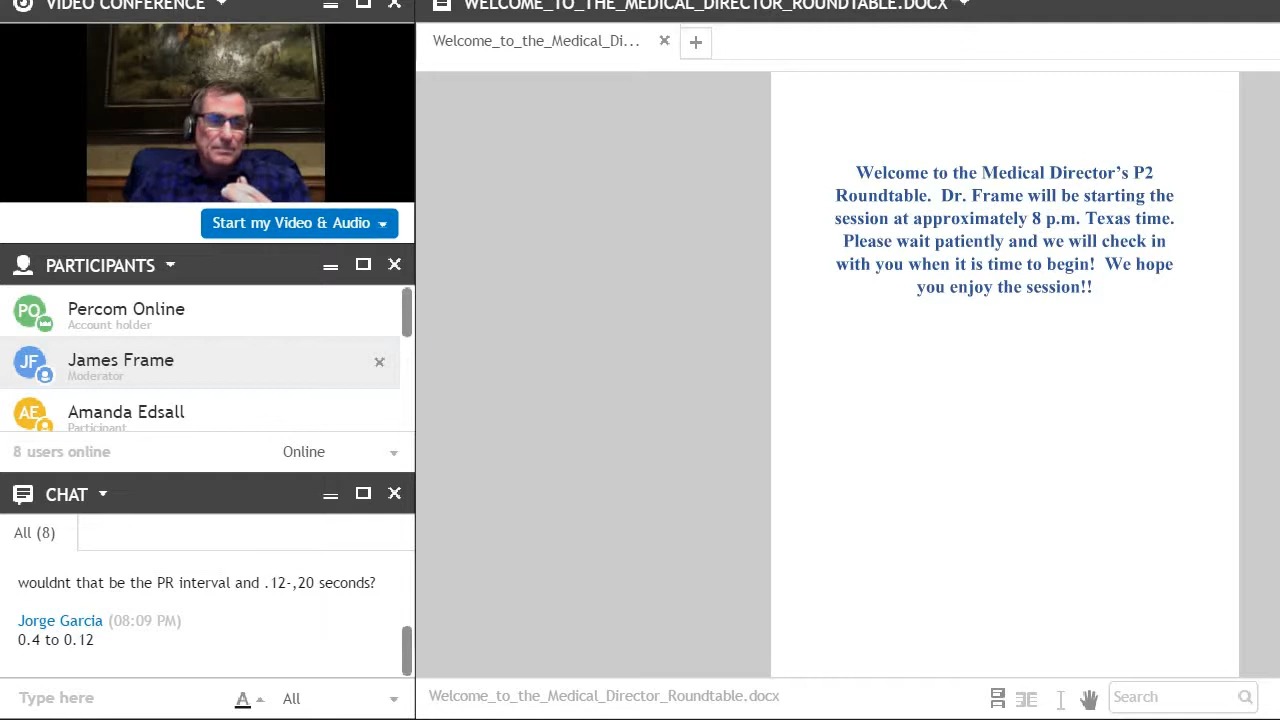 VIDEO CONFERENCE
Start my Video & Audio
PARTICIPANTS
PO
Percom Online
Account holder
JF
James Frame
Moderator
AE
Amanda Edsall
Participant
8 users online
Online
CHAT
All (8)
wouldnt that be the PR interval and .12-,20 seconds?
Jorge Garcia (08:09 PM)
0.4 to 0.12
Type here
A
All
WELCOME_TO_THE_MEDICAL_DIRECTOR_ROUNDTABLE.DOCX
Welcome_to_the_Medical_Di...
Welcome to the Medical Director's P2
Roundtable. Dr. Frame will be starting the
session at approximately 8 p.m. Texas time.
Please wait patiently and we will check in
with you when it is time to begin! We hope
you enjoy the session!!
Welcome_to_the_Medical_Director_Roundtable.docx
Search